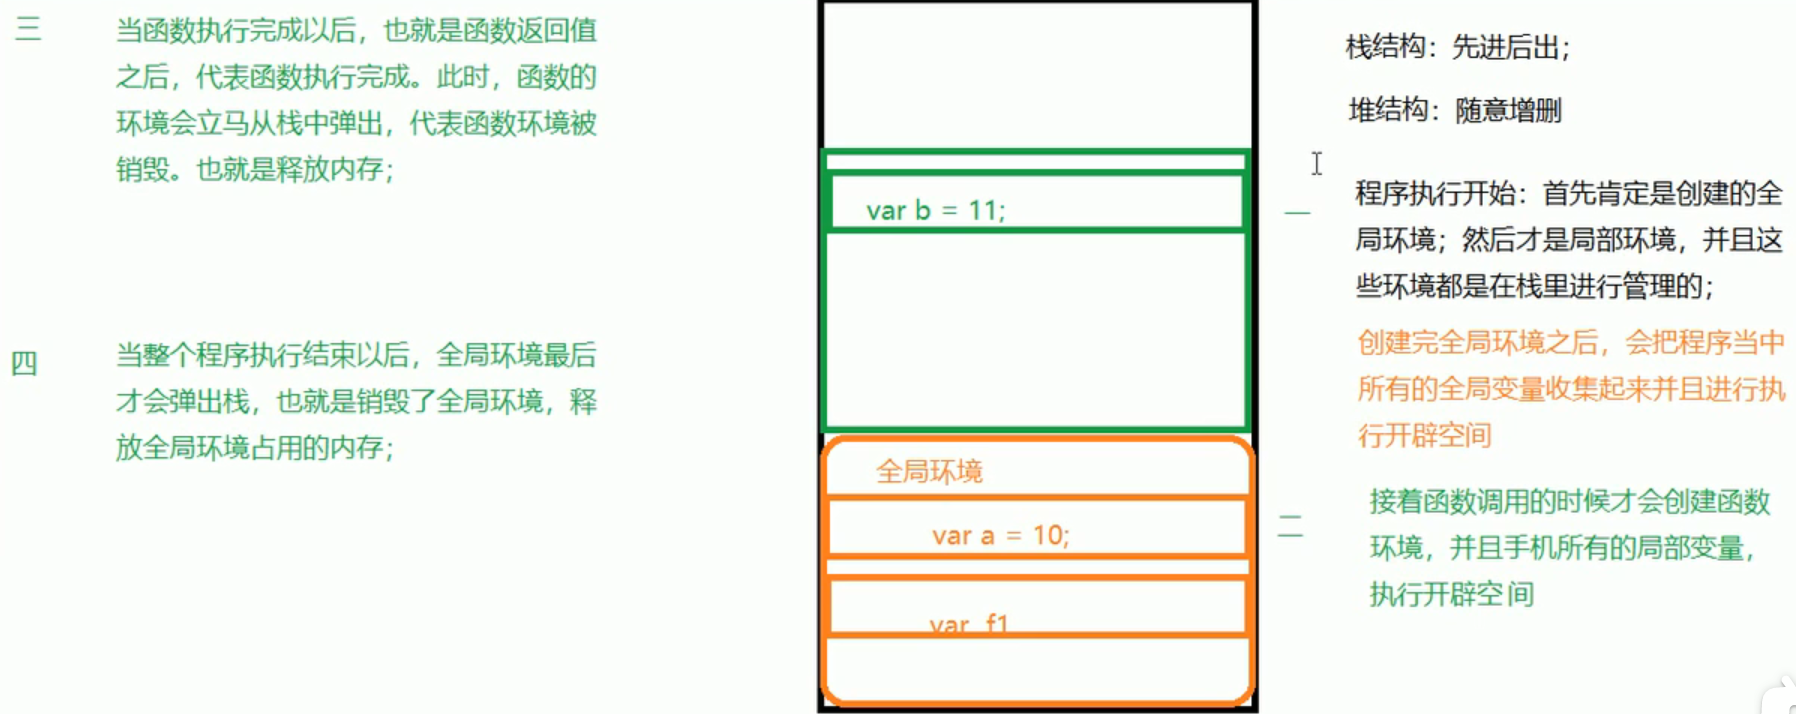 三
当函数执行完成以后，也就是函数返回值
之后，代表函数执行完成。此时，函数的
环境会立马从栈中弹出，代表函数环境被
销毁。也就是释放内存；
四
当整个程序执行结束以后，全局环境最后
才会弹出栈，也就是销毁了全局环境，释
放全局环境占用的内存；
var b = 11;
全局环境
var a = 10;
var f1
栈结构：先进后出；
堆结构：随意增删
一
程序执行开始：首先肯定是创建的全
局环境；然后才是局部环境，并且这
些环境都是在栈里进行管理的；
创建完全局环境之后，会把程序当中
所有的全局变量收集起来并且进行执
行开辟空间
二
接着函数调用的时候才会创建函数
环境，并且手机所有的局部变量，
执行开辟空间